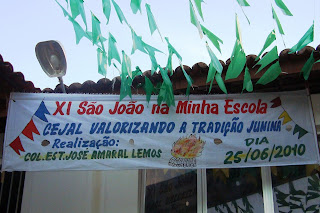 XI São João na Minha Escola
CEJAL VALORIZANDO A TRADIÇÃO JUNINA
Realização:
COL. EST. JOSÉ AMARAL LEMOS
DIA
25/06/2010